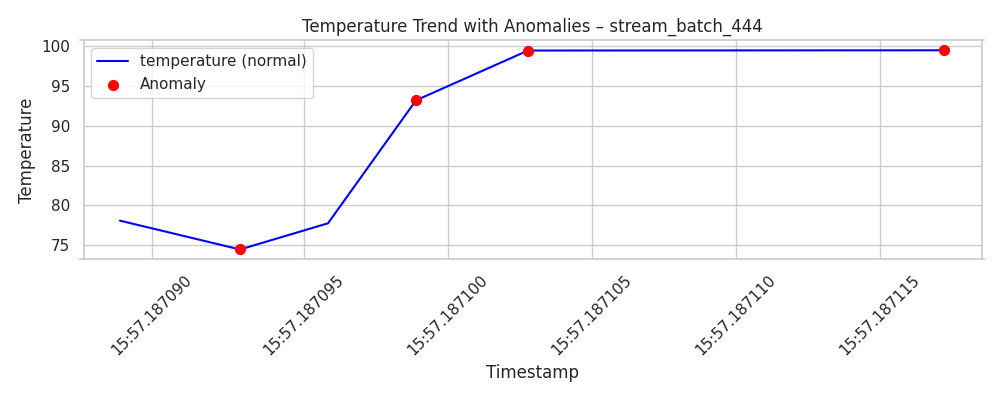 Temperature Trend with Anomalies – stream_batch_444
temperature (normal)
Anomaly
Temperature
100
95
90
85
80
75
15:57.187090
15:57.187095
15:57.187100
15:57.187105
15:57.187110
15:57.187115
Timestamp